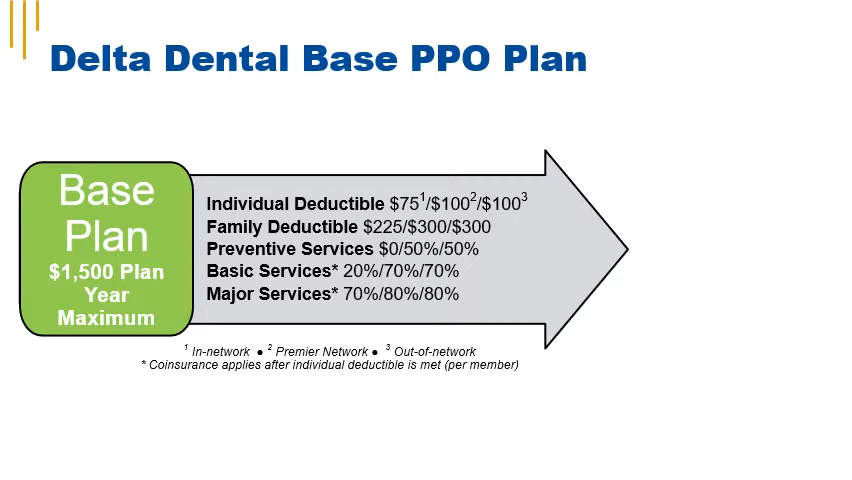 Delta Dental Base PPO Plan
Base
Plan
$1,500 Plan
Year
Maximum
Individual Deductible $75¹/$100²/$100³
Family Deductible $225/$300/$300
Preventive Services $0/50%/50%
Basic Services* 20%/70%/70%
Major Services* 70%/80%/80%
¹ In-network ● ² Premier Network ● ³ Out-of-network
* Coinsurance applies after individual deductible is met (per member)